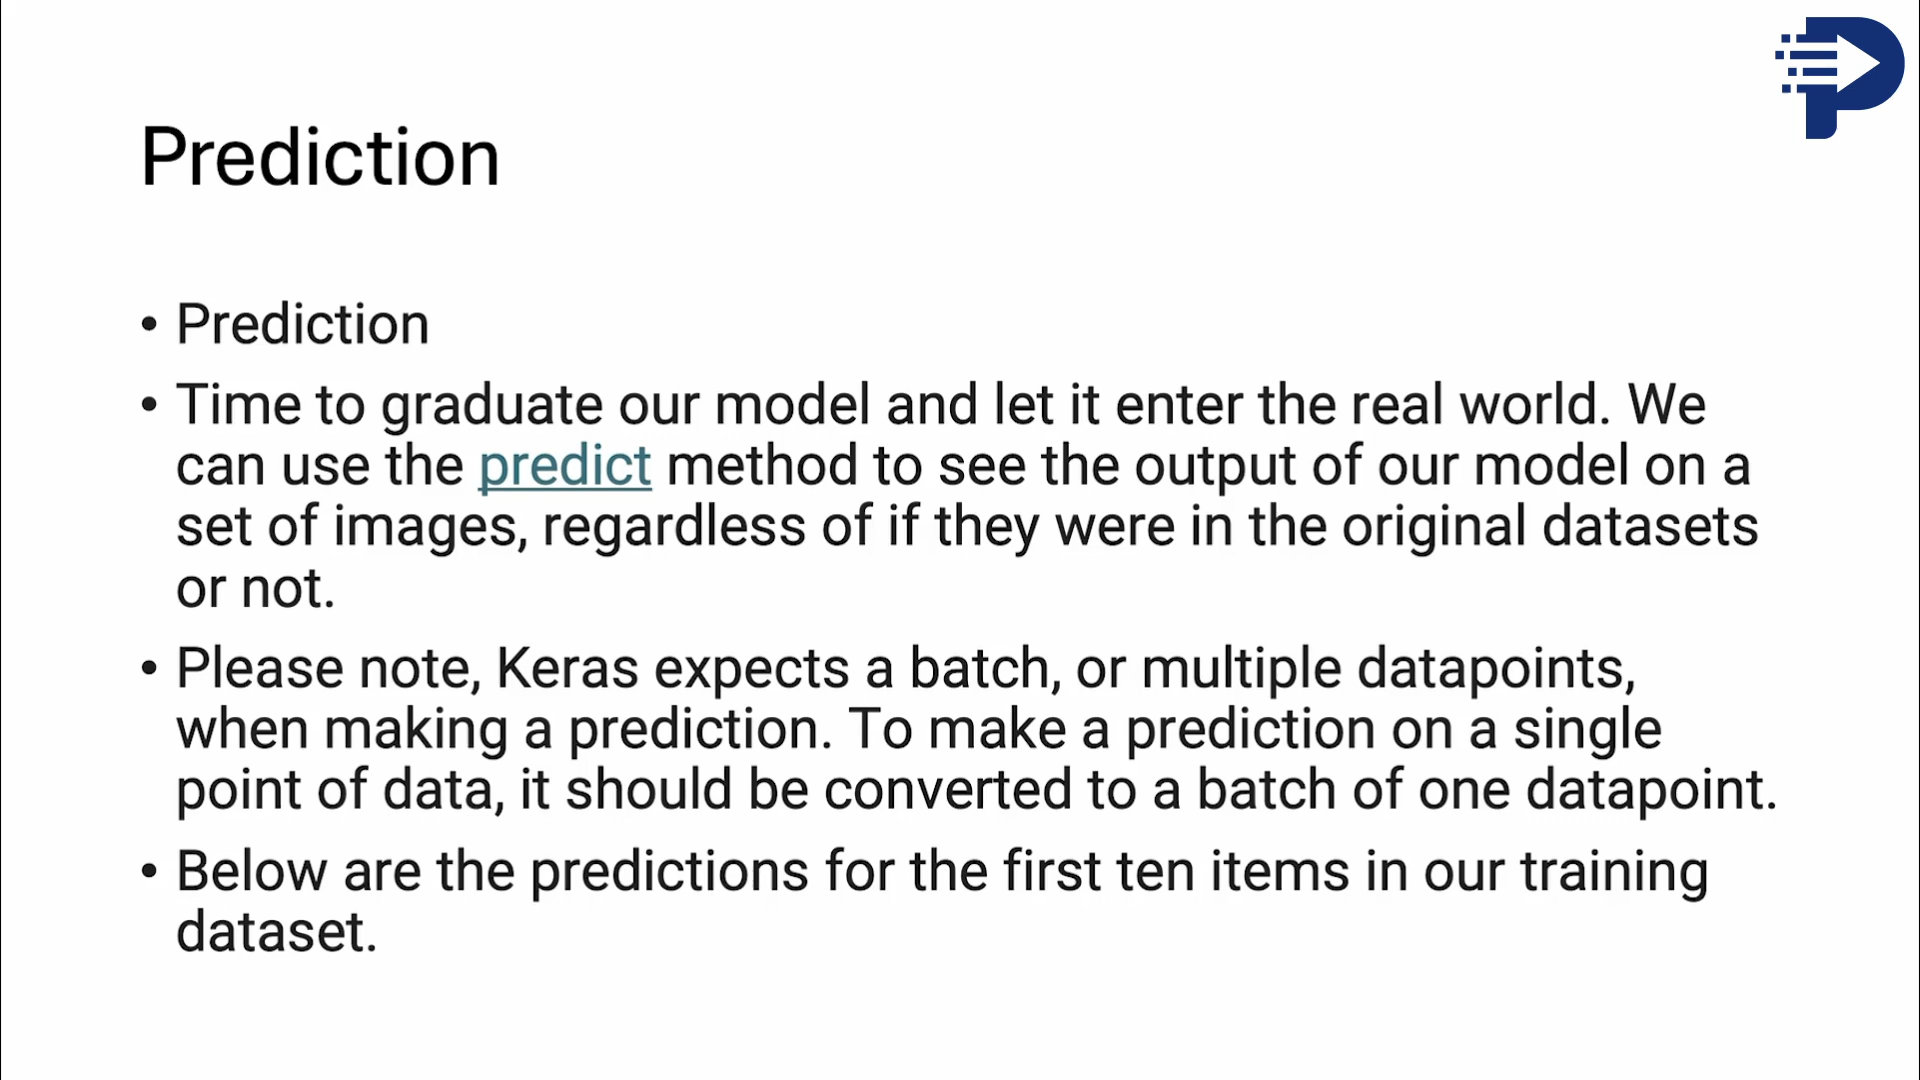 Prediction
• Prediction
• Time to graduate our model and let it enter the real world. We
can use the predict method to see the output of our model on a
set of images, regardless of if they were in the original datasets
or not.
• Please note, Keras expects a batch, or multiple datapoints,
when making a prediction. To make a prediction on a single
point of data, it should be converted to a batch of one datapoint.
• Below are the predictions for the first ten items in our training
dataset.